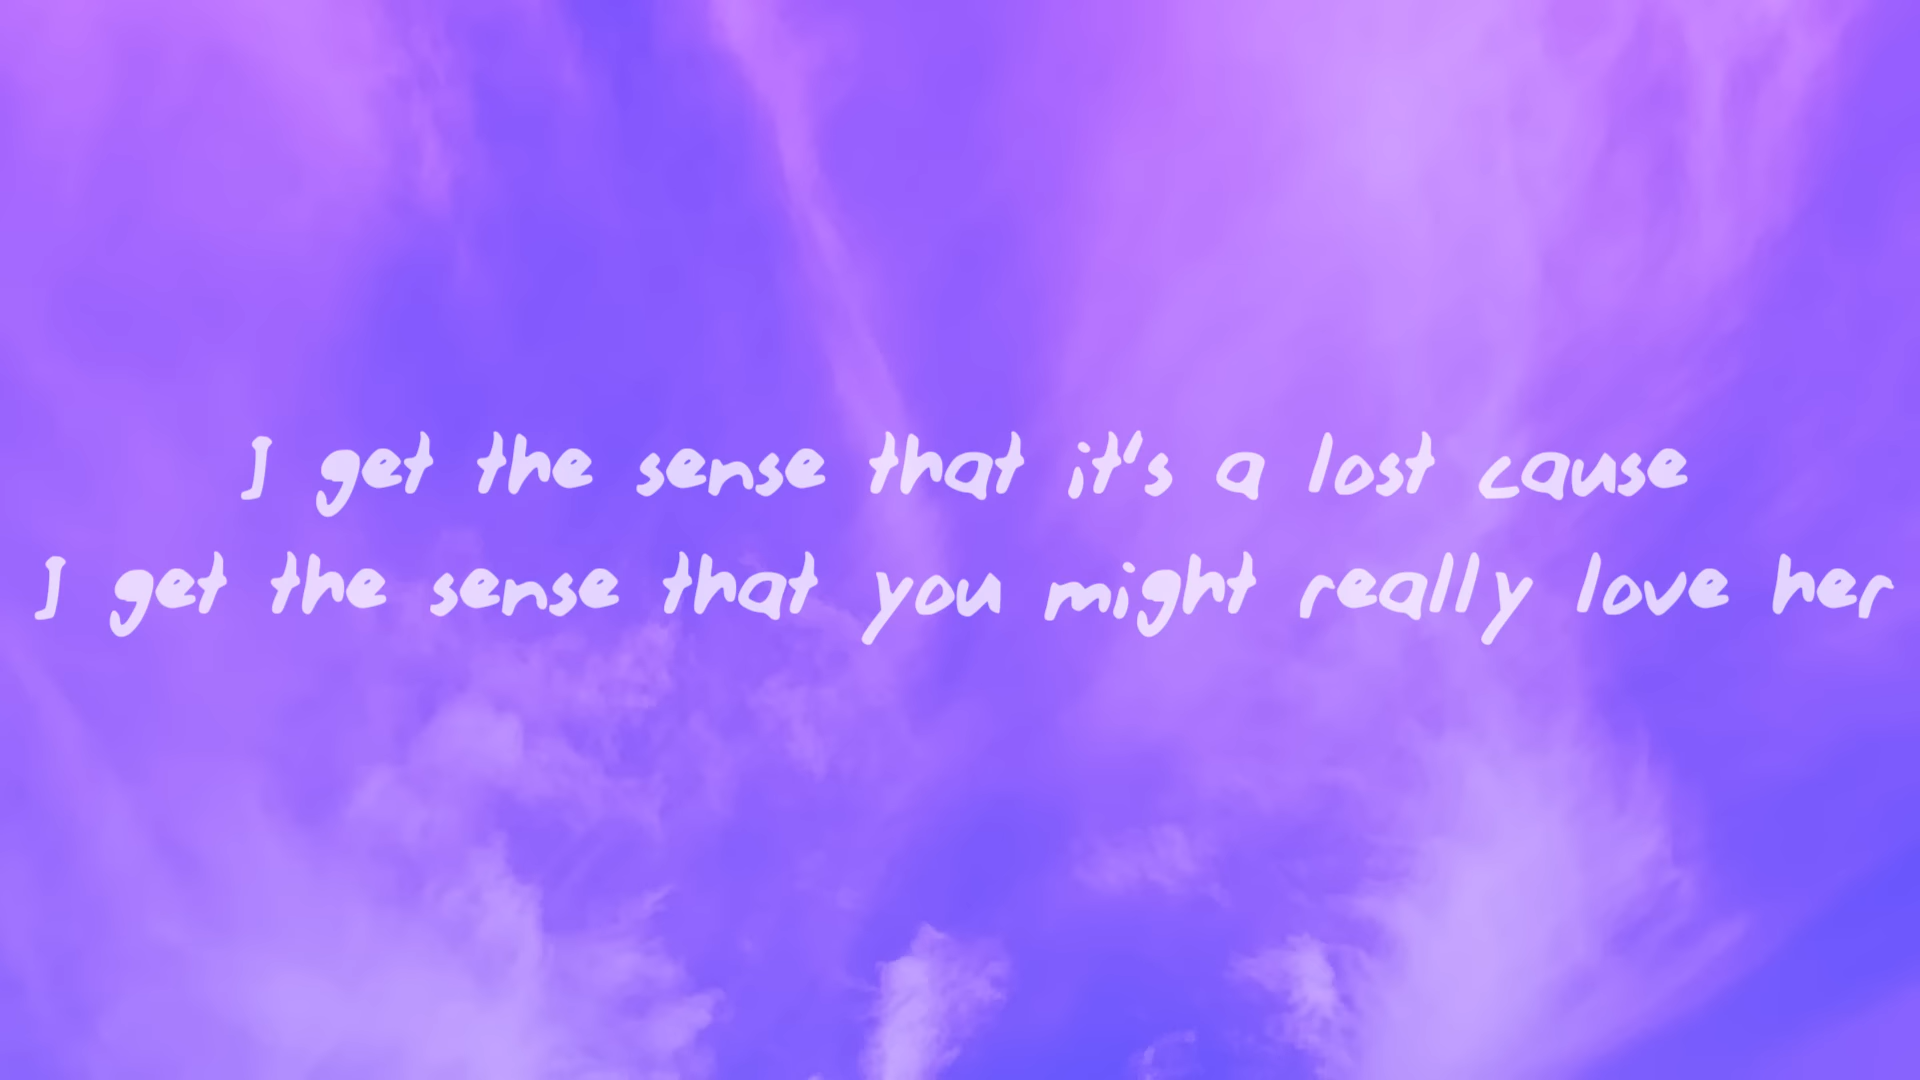 I get the sense that it's a lost cause
I get the sense that you might really love her